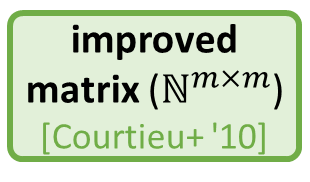 improved
matrix (ℕ^{m×m})
[Courtieu+ '10]